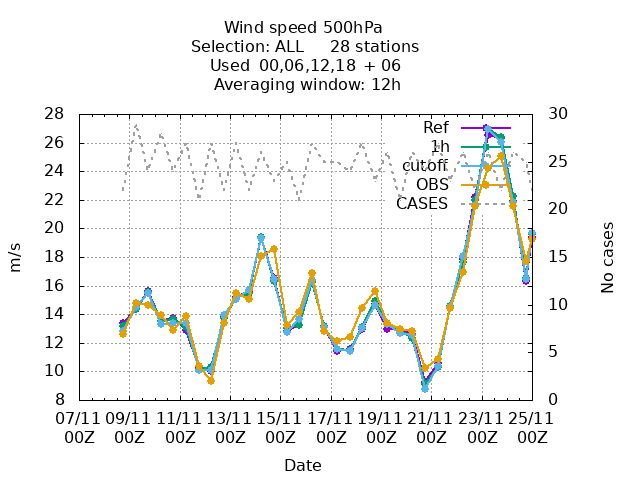 Wind speed 500hPa
Selection: ALL     28 stations
Used  00,06,12,18 + 06
Averaging window: 12h
28
26
24
22
20
18
16
14
12
10
8
30
25
20
15
10
5
0
m/s
No cases
Ref
1h
cutoff
OBS
CASES
07/11 09/11 11/11 13/11 15/11 17/11 19/11 21/11 23/11 25/11
00Z 00Z 00Z 00Z 00Z 00Z 00Z 00Z 00Z 00Z
Date